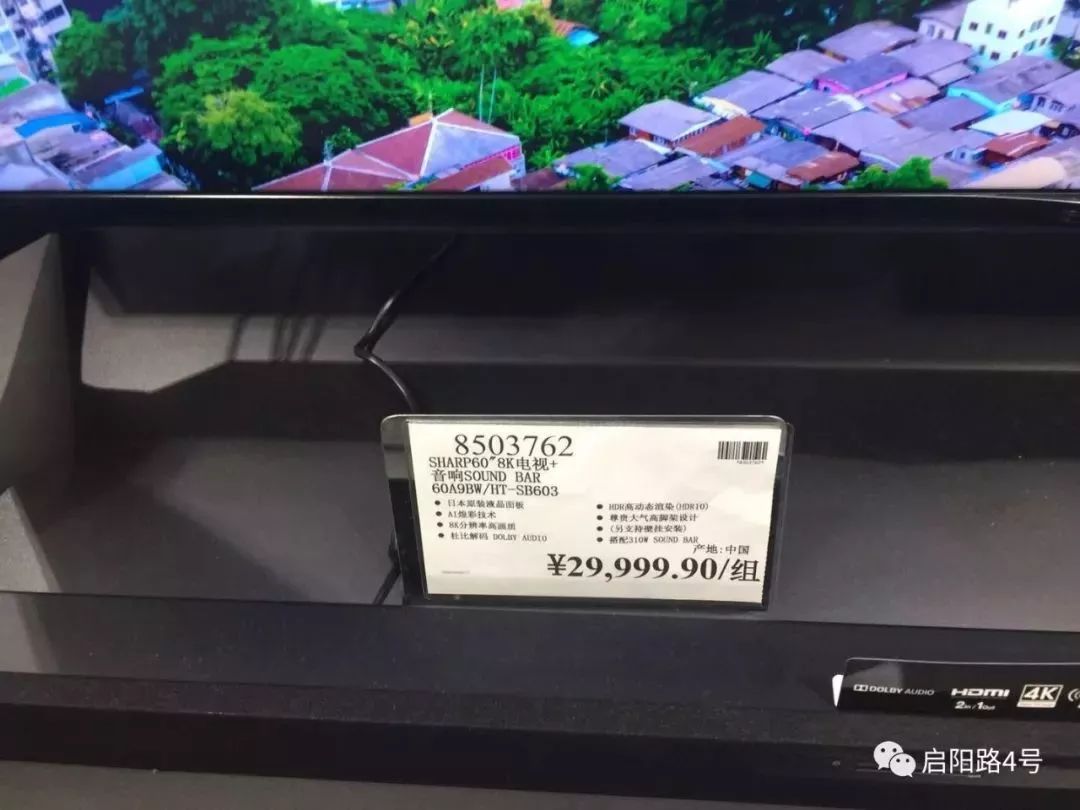 8503762
SHARP60"8K电视+
音响SOUND BAR
60A9BW/HT-SB603
● 日本原装液晶面板
● AI煌彩技术
● 8K分辨率高画质
● 杜比解码 DOLBY AUDIO
● HDR高动态渲染(HDR10)
● 尊贵大气高脚架设计
● (另支持壁挂安装)
● 搭配310W SOUND BAR
产地:中国
¥29,999.90/组
DOLBY AUDIO HDMI 4K
2in/1out
启阳路4号